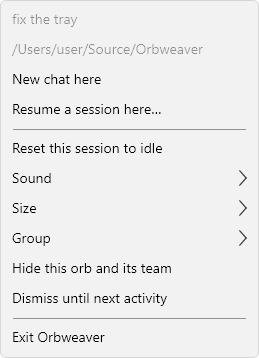 fix the tray
/Users/user/Source/Orbweaver
New chat here
Resume a session here...
Reset this session to idle
Sound
Size
Group
Hide this orb and its team
Dismiss until next activity
Exit Orbweaver